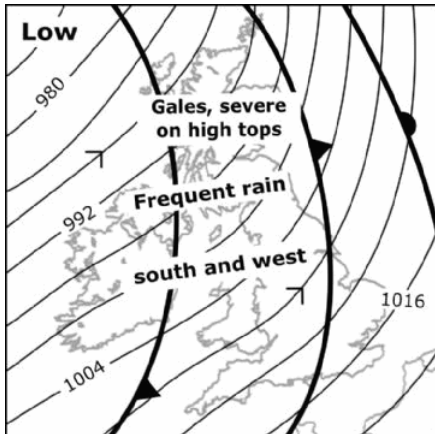 Low
980
Gales, severe
on high tops
Frequent rain
992
south and west
1016
1004